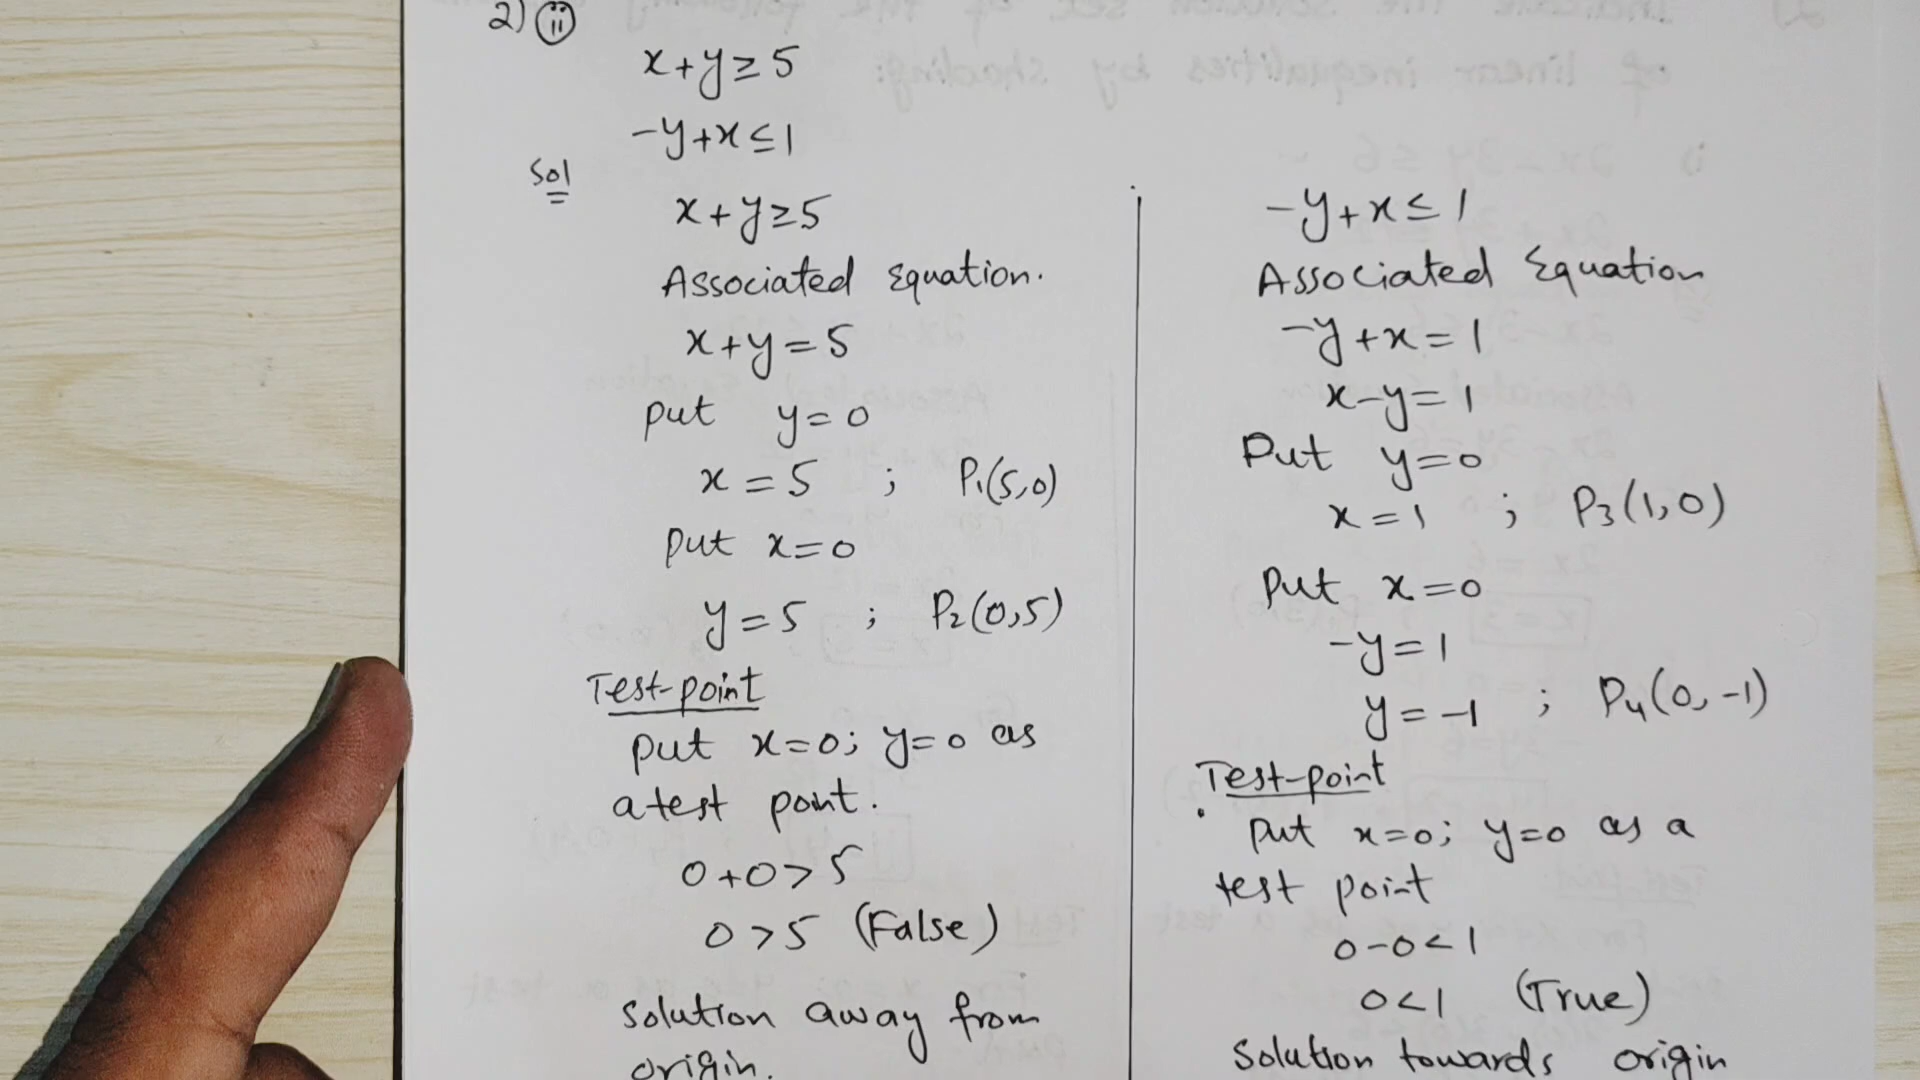 2) ii
x+y≥5
-y+x≤1
Sol
x+y≥5
Associated Equation.
x+y=5
put y=0
x=5 ; P₁(5,0)
put x=0
y=5 ; P₂(0,5)
Test-point
put x=0; y=0 as
a test point.
0+0>5
0>5 (False)
solution away from
origin.
-y+x≤1
Associated Equation
-y+x=1
x-y=1
Put y=0
x=1 ; P3(1,0)
Put x=0
-y=1
y=-1 ; P4(0,-1)
Test-point
Put x=0; y=0 as a
test point
0-0<1
0<1 (True)
Solution towards origin